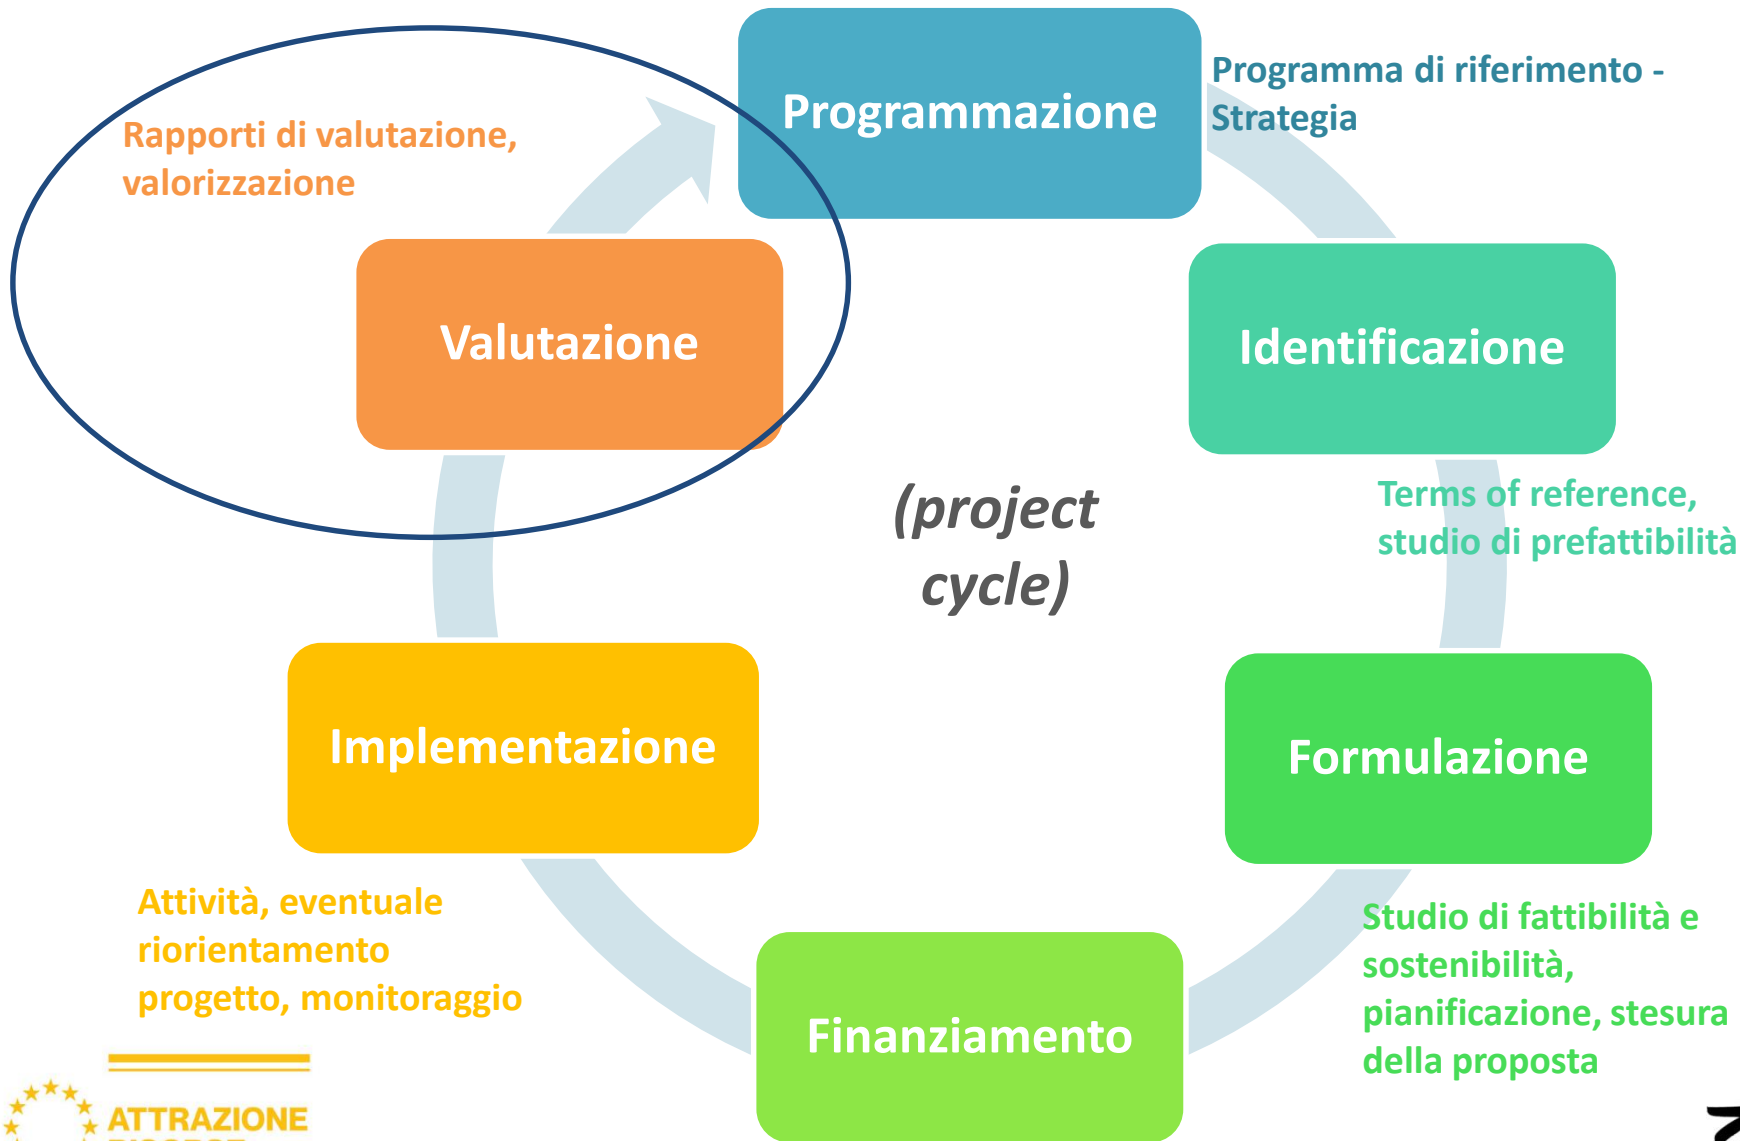 Programmazione
Programma di riferimento -
Strategia
Rapporti di valutazione,
valorizzazione
Valutazione
Identificazione
(project
cycle)
Terms of reference,
studio di prefattibilità
Implementazione
Formulazione
Attività, eventuale
riorientamento
progetto, monitoraggio
Studio di fattibilità e
sostenibilità,
pianificazione, stesura
della proposta
Finanziamento
ATTRAZIONE